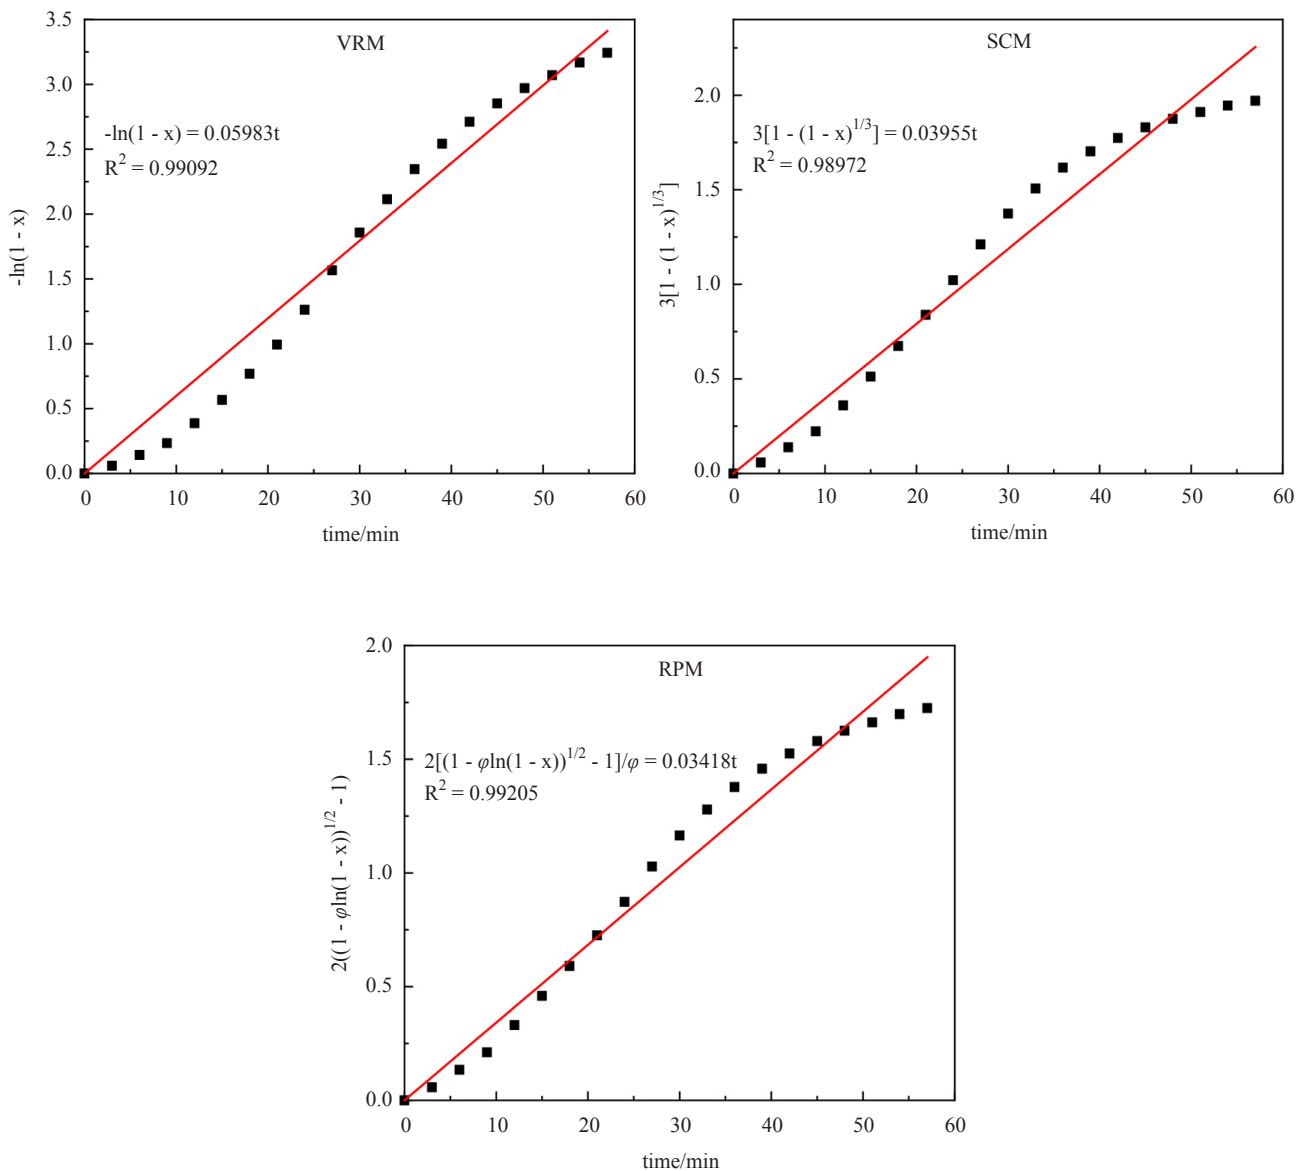 VRM
-ln(1 - x) = 0.05983t
R² = 0.99092
-ln(1 - x)
3.5
3.0
2.5
2.0
1.5
1.0
0.5
0.0
0 10 20 30 40 50 60
time/min
SCM
3[1 - (1 - x)^1/3] = 0.03955t
R² = 0.98972
3[1 - (1 - x)^1/3]
2.0
1.5
1.0
0.5
0.0
0 10 20 30 40 50 60
time/min
RPM
2[(1 - φln(1 - x))^1/2 - 1]/φ = 0.03418t
R² = 0.99205
2((1 - φln(1 - x))^1/2 - 1)
2.0
1.5
1.0
0.5
0.0
0 10 20 30 40 50 60
time/min